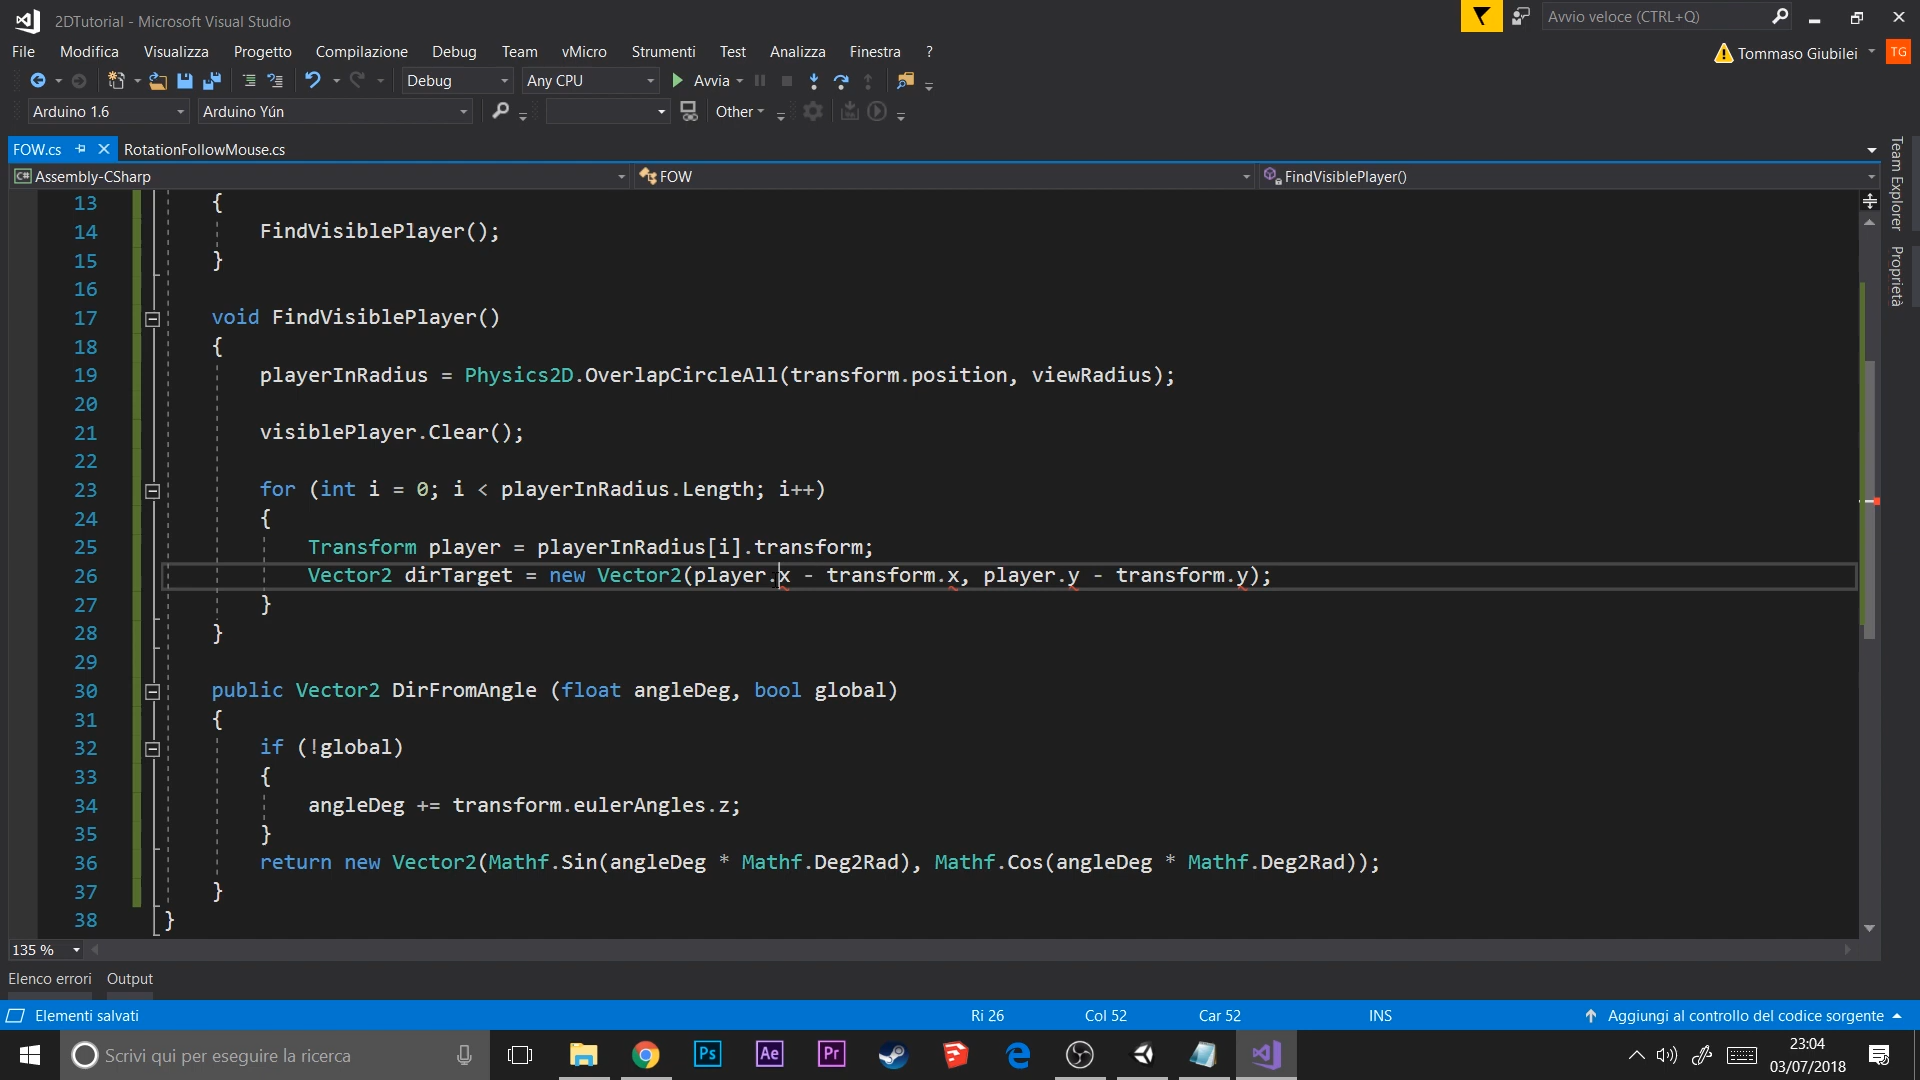 2DTutorial - Microsoft Visual Studio
Avvio veloce (CTRL+Q)
File Modifica Visualizza Progetto Compilazione Debug Team vMicro Strumenti Test Analizza Finestra ?
Tommaso Giubilei TG
Debug Any CPU Avvia
Arduino 1.6 Arduino Yún Other
FOW.cs RotationFollowMouse.cs
C# Assembly-CSharp FOW FindVisiblePlayer()
Team Explorer
Proprietà
13 {
14 FindVisiblePlayer();
15 }
16
17 void FindVisiblePlayer()
18 {
19 playerInRadius = Physics2D.OverlapCircleAll(transform.position, viewRadius);
20
21 visiblePlayer.Clear();
22
23 for (int i = 0; i < playerInRadius.Length; i++)
24 {
25 Transform player = playerInRadius[i].transform;
26 Vector2 dirTarget = new Vector2(player.x - transform.x, player.y - transform.y);
27 }
28 }
29
30 public Vector2 DirFromAngle (float angleDeg, bool global)
31 {
32 if (!global)
33 {
34 angleDeg += transform.eulerAngles.z;
35 }
36 return new Vector2(Mathf.Sin(angleDeg * Mathf.Deg2Rad), Mathf.Cos(angleDeg * Mathf.Deg2Rad));
37 }
38 }
135 %
Elenco errori Output
Elementi salvati Ri 26 Col 52 Car 52 INS Aggiungi al controllo del codice sorgente
Scrivi qui per eseguire la ricerca Ps Ae Pr
23:04
03/07/2018